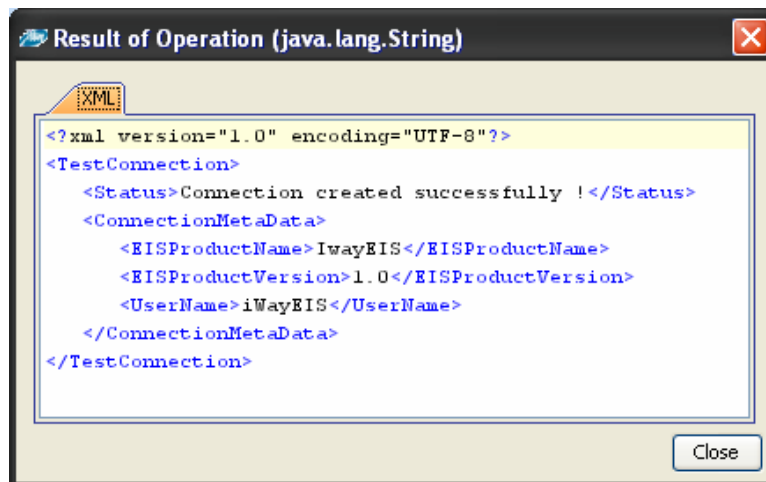 Result of Operation (java.lang.String)
XML
<?xml version="1.0" encoding="UTF-8"?>
<TestConnection>
<Status>Connection created successfully !</Status>
<ConnectionMetaData>
<EISProductName>IwayEIS</EISProductName>
<EISProductVersion>1.0</EISProductVersion>
<UserName>iWayEIS</UserName>
</ConnectionMetaData>
</TestConnection>
Close